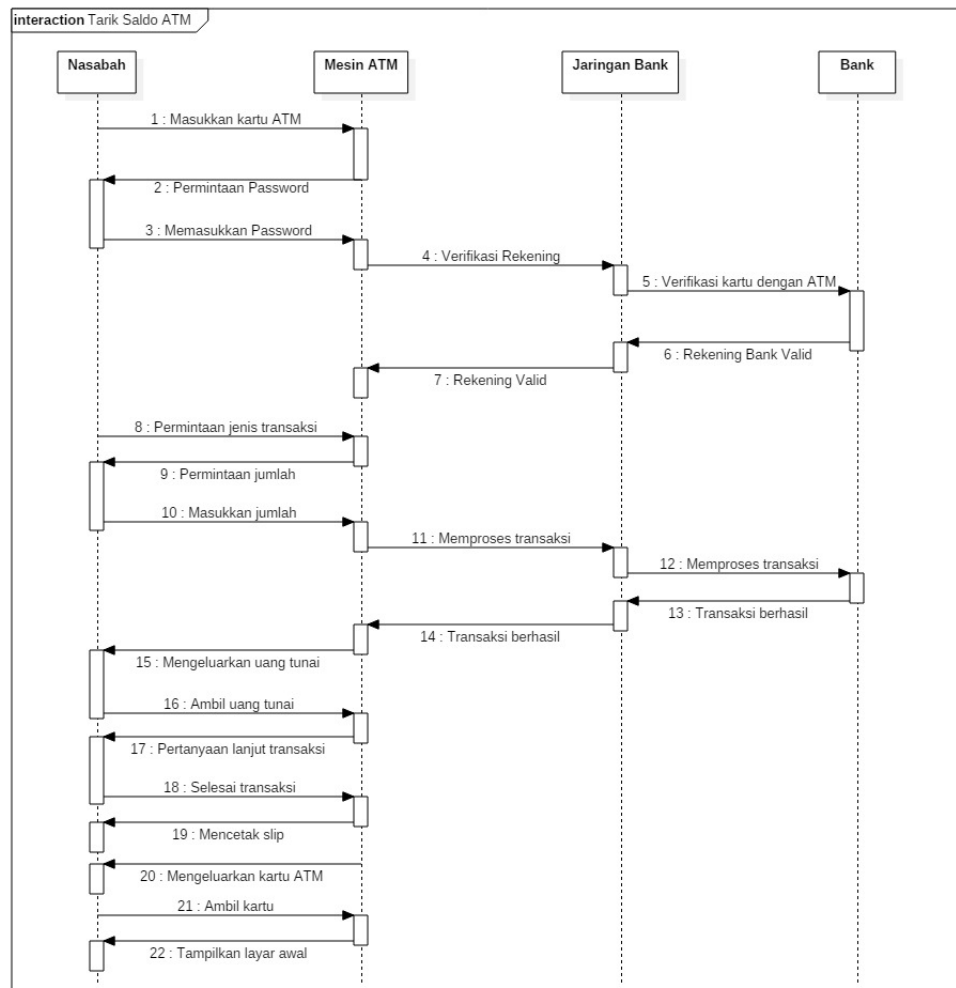 interaction Tarik Saldo ATM
Nasabah
Mesin ATM
Jaringan Bank
Bank
1 : Masukkan kartu ATM
2 : Permintaan Password
3 : Memasukkan Password
4 : Verifikasi Rekening
5 : Verifikasi kartu dengan ATM
6 : Rekening Bank Valid
7 : Rekening Valid
8 : Permintaan jenis transaksi
9 : Permintaan jumlah
10 : Masukkan jumlah
11 : Memproses transaksi
12 : Memproses transaksi
13 : Transaksi berhasil
14 : Transaksi berhasil
15 : Mengeluarkan uang tunai
16 : Ambil uang tunai
17 : Pertanyaan lanjut transaksi
18 : Selesai transaksi
19 : Mencetak slip
20 : Mengeluarkan kartu ATM
21 : Ambil kartu
22 : Tampilkan layar awal